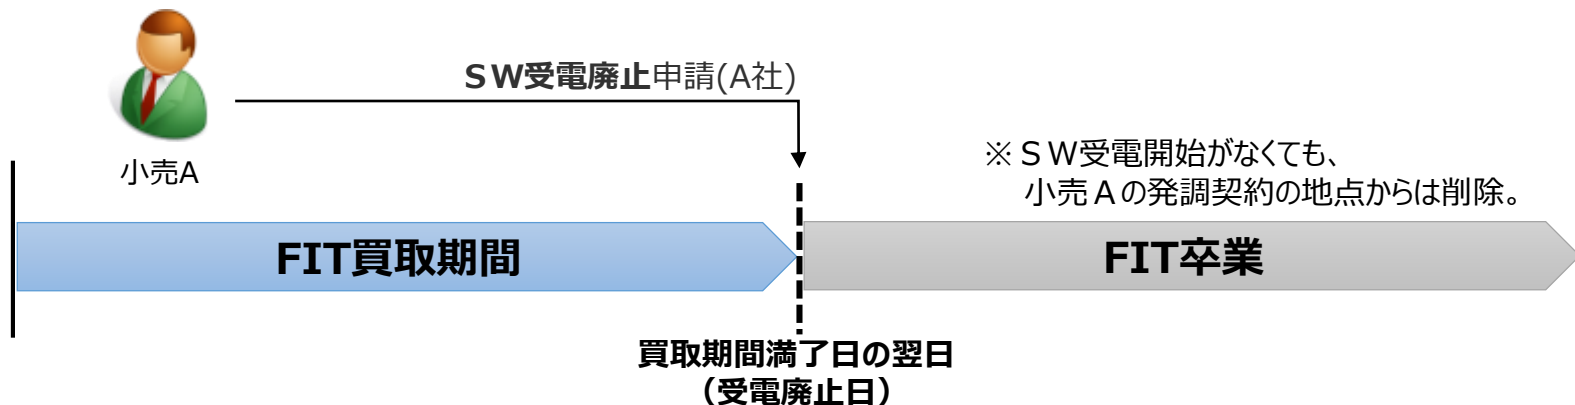 ＳＷ受電廃止申請(A社)
小売A
※ＳＷ受電開始がなくても、
小売Ａの発調契約の地点からは削除。
FIT買取期間
FIT卒業
買取期間満了日の翌日
（受電廃止日）